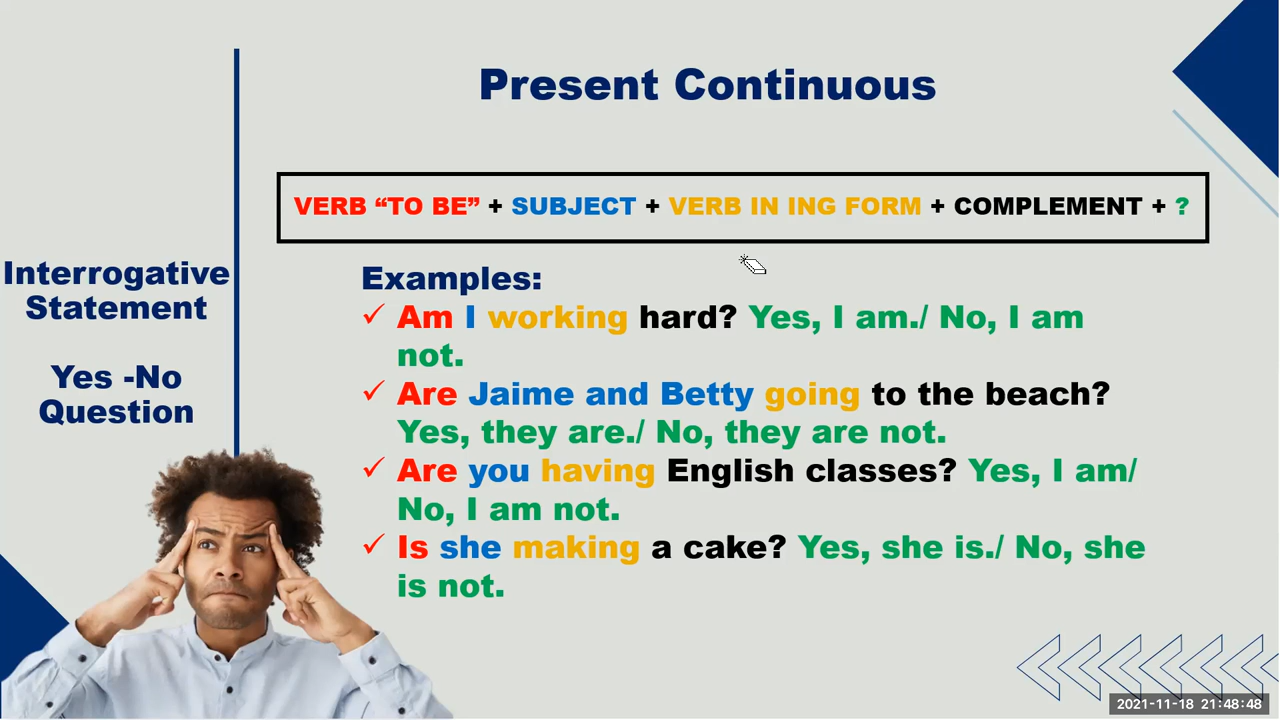 Present Continuous
VERB “TO BE” + SUBJECT + VERB IN ING FORM + COMPLEMENT + ?
Interrogative
Statement
Yes -No
Question
Examples:
✓ Am I working hard? Yes, I am./ No, I am
not.
✓ Are Jaime and Betty going to the beach?
Yes, they are./ No, they are not.
✓ Are you having English classes? Yes, I am/
No, I am not.
✓ Is she making a cake? Yes, she is./ No, she
is not.
2021-11-18 21:48:48